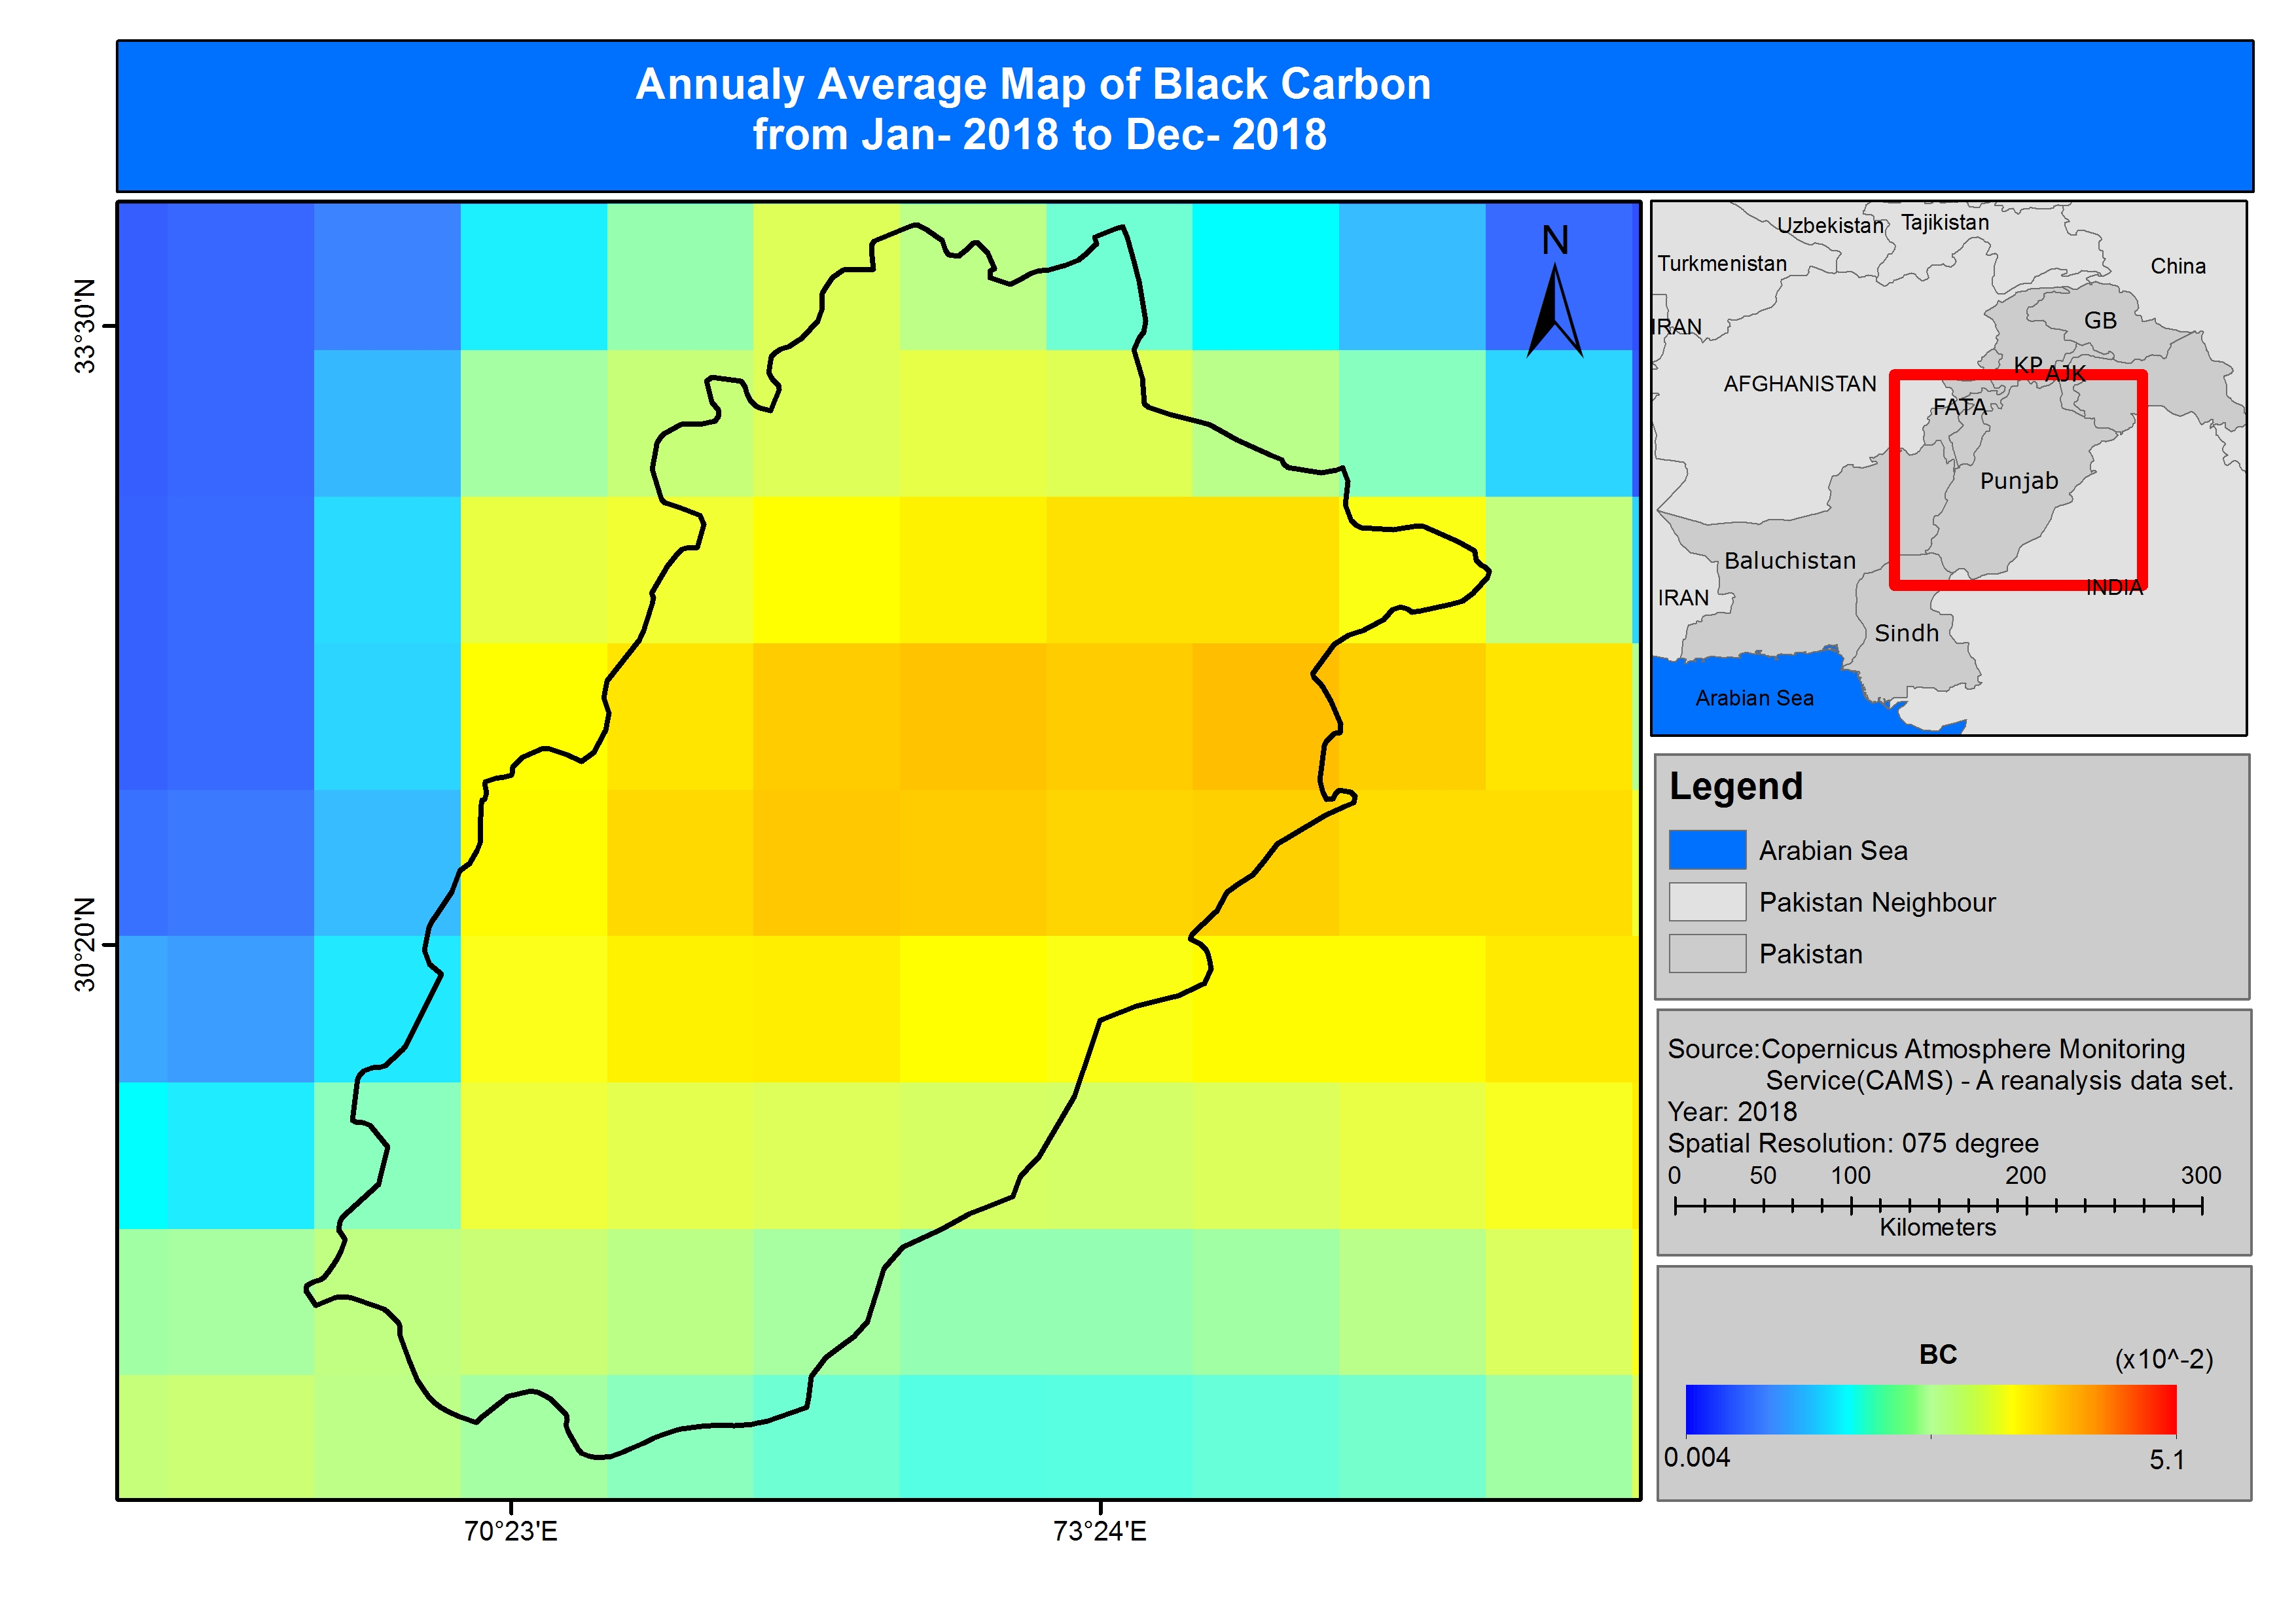 Annualy Average Map of Black Carbon
from Jan- 2018 to Dec- 2018
N
33°30'N
30°20'N
70°23'E
73°24'E
Uzbekistan
Tajikistan
Turkmenistan
China
IRAN
GB
KP
AJK
AFGHANISTAN
FATA
Punjab
Baluchistan
INDIA
IRAN
Sindh
Arabian Sea
Legend
Arabian Sea
Pakistan Neighbour
Pakistan
Source:Copernicus Atmosphere Monitoring
Service(CAMS) - A reanalysis data set.
Year: 2018
Spatial Resolution: 075 degree
0 50 100 200 300
Kilometers
BC (x10^-2)
0.004 5.1